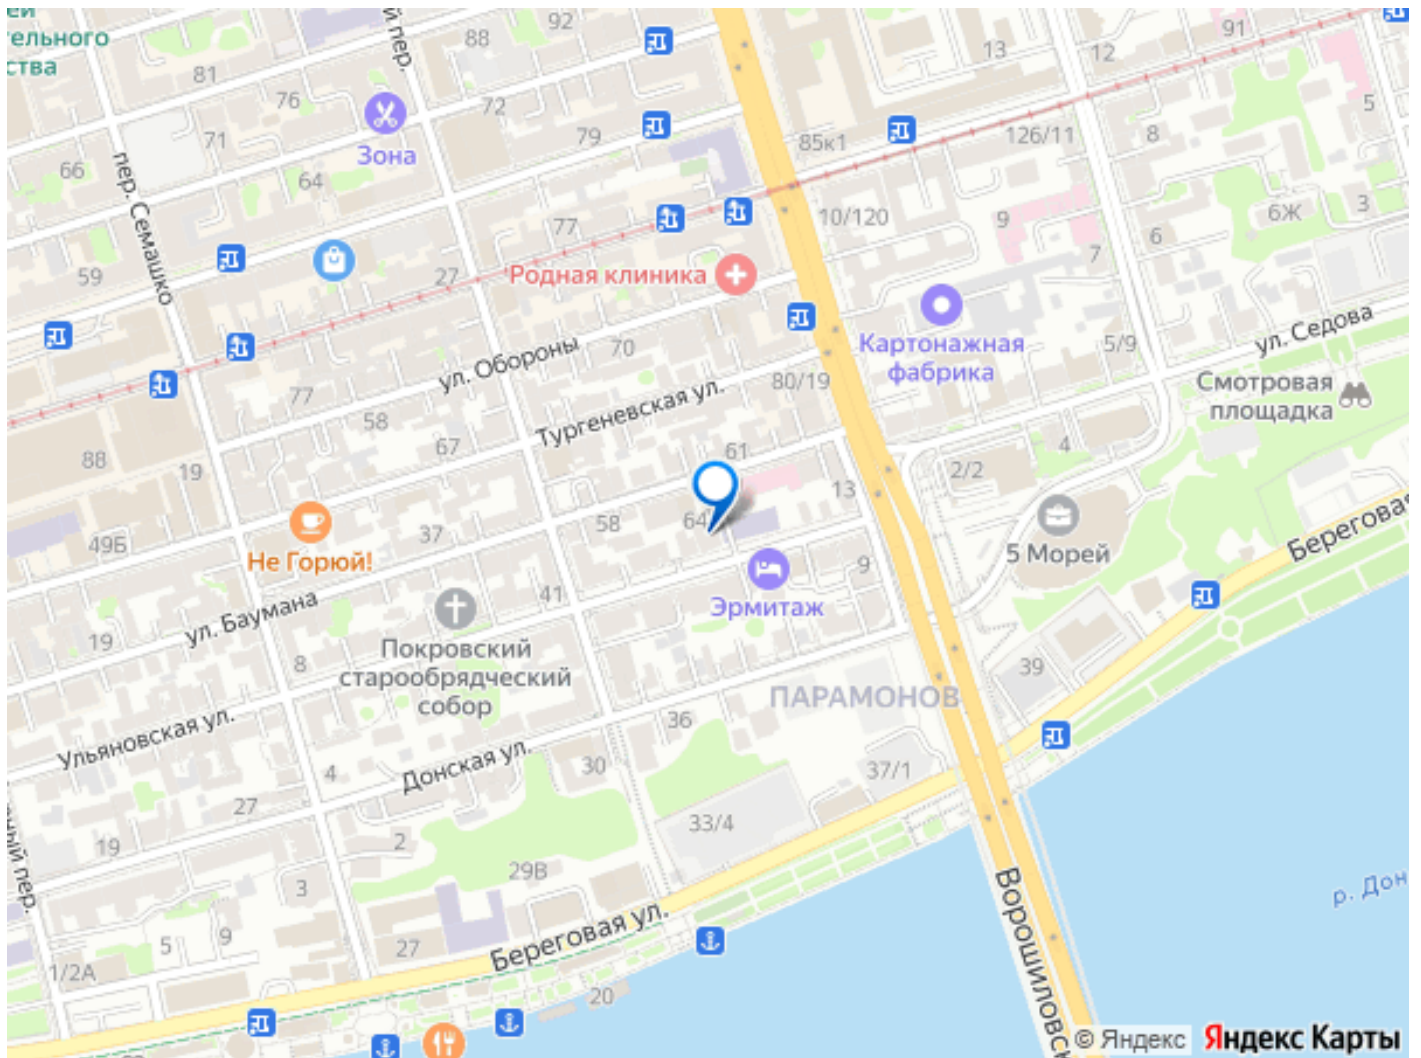 ей
тельного
ства
й пер.
92
88
81
76
72
71
66
64
79
Зона
пер. Семашко
77
59
27
Родная клиника
85к1
13
12
91
126/11
8
5
10/120
9
7
6Ж
3
6
ул. Обороны
70
77
58
Картонажная
фабрика
5/9
ул. Седова
80/19
Тургеневская ул.
Смотровая
площадка
67
61
88
19
4
2/2
13
49Б
Не Горюй!
37
58
64
5 Морей
Береговая
9
Эрмитаж
41
ул. Баумана
19
8
Покровский
старообрядческий
собор
ПАРАМОНОВ
39
36
Ульяновская ул.
Донская ул.
30
37/1
4
27
33/4
2
19
29В
3
ный пер.
р. Дон
Ворошиловск
Береговая ул.
9
5
27
1/2А
20
© Яндекс
Яндекс Карты